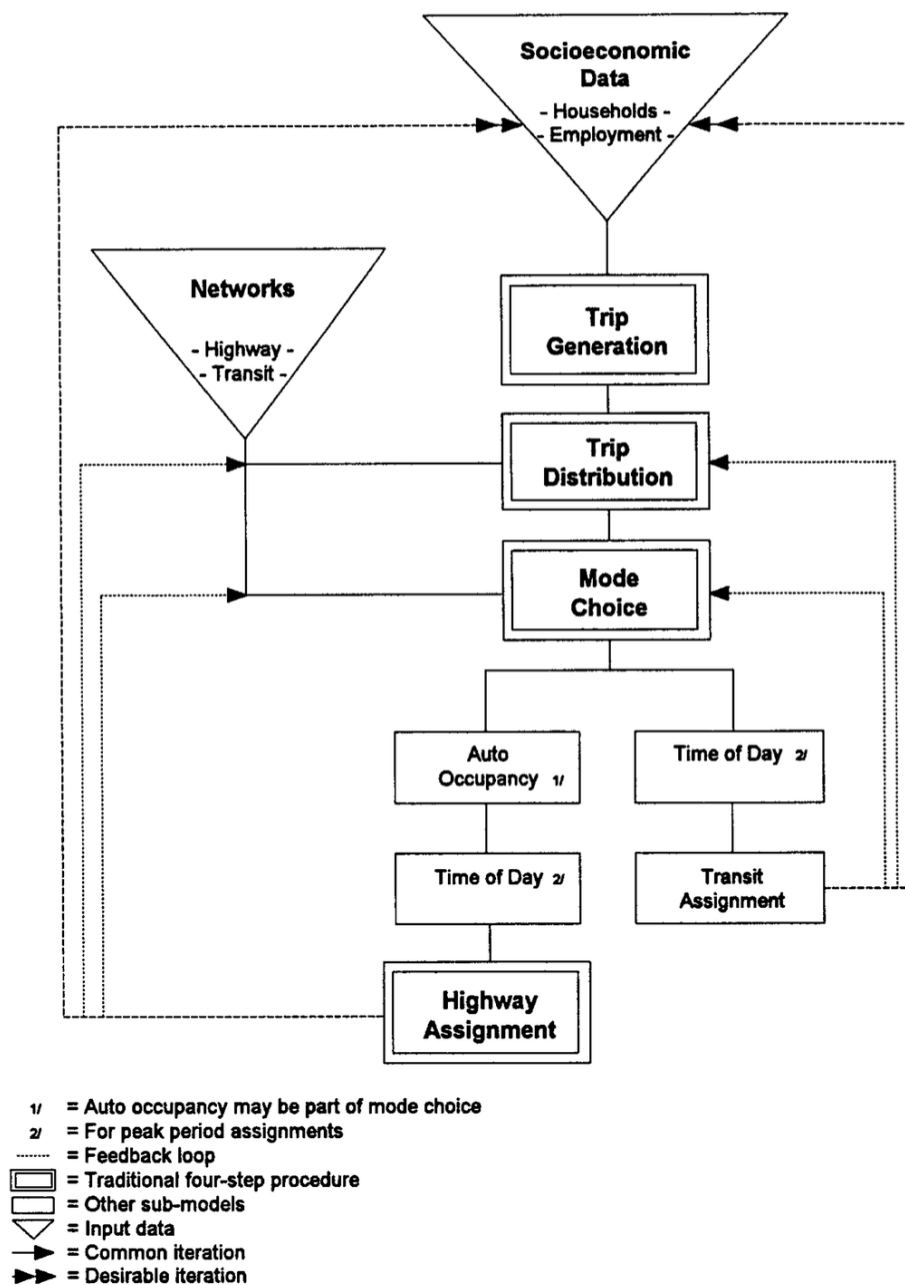 Socioeconomic
Data
- Households -
- Employment -
Networks
- Highway -
- Transit -
Trip
Generation
Trip
Distribution
Mode
Choice
Auto
Occupancy 1/
Time of Day 2/
Time of Day 2/
Transit
Assignment
Highway
Assignment
1/ = Auto occupancy may be part of mode choice
2/ = For peak period assignments
= Feedback loop
= Traditional four-step procedure
= Other sub-models
= Input data
= Common iteration
= Desirable iteration